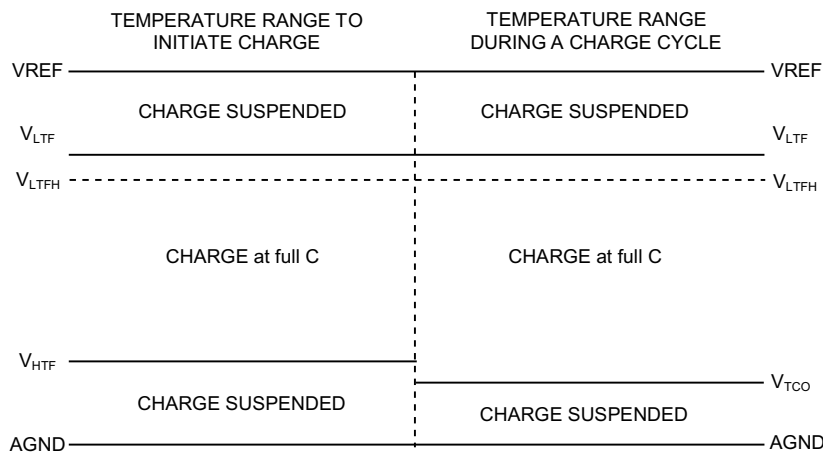 TEMPERATURE RANGE TO
INITIATE CHARGE
TEMPERATURE RANGE
DURING A CHARGE CYCLE
VREF
VREF
CHARGE SUSPENDED
CHARGE SUSPENDED
VLTF
VLTF
VLTFH
VLTFH
CHARGE at full C
CHARGE at full C
VHTF
VTCO
CHARGE SUSPENDED
CHARGE SUSPENDED
AGND
AGND